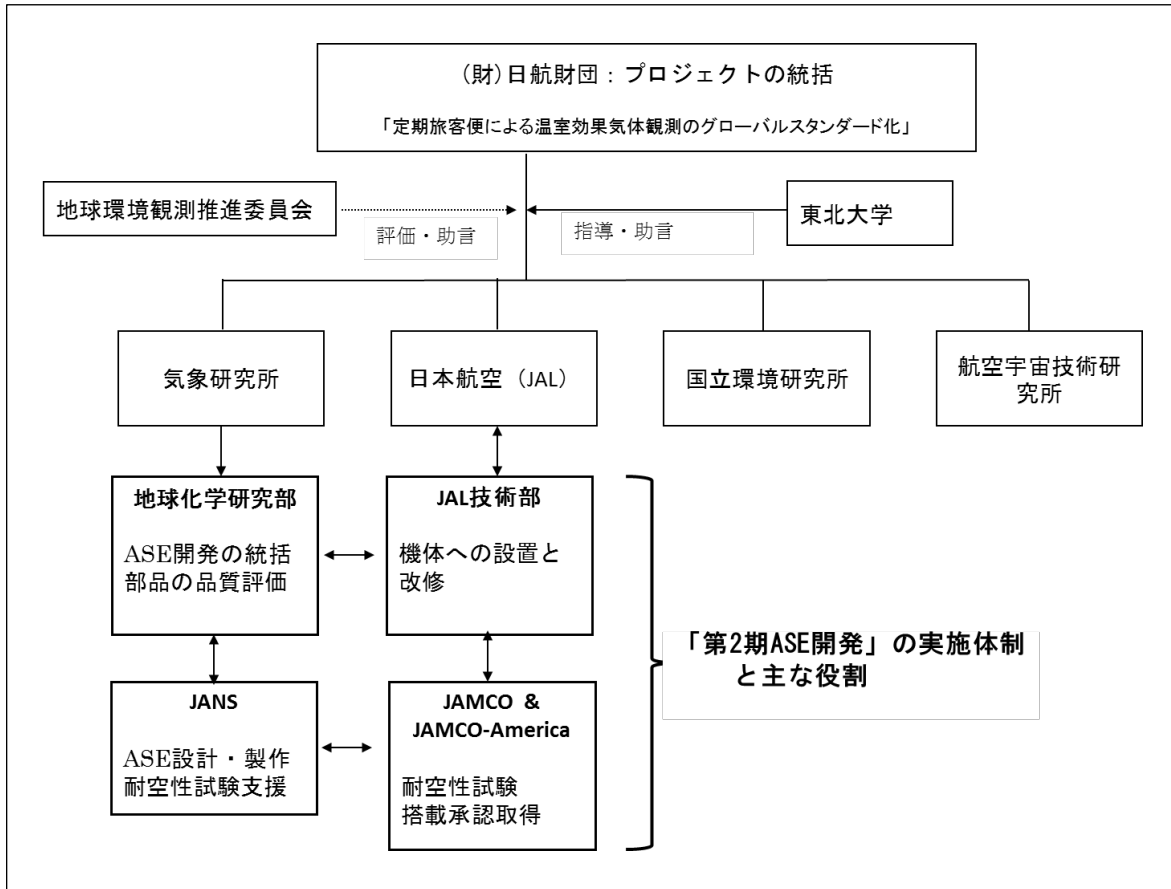 (財)日航財団:プロジェクトの統括
「定期旅客便による温室効果気体観測のグローバルスタンダード化」
地球環境観測推進委員会
東北大学
評価・助言
指導・助言
気象研究所
日本航空(JAL)
国立環境研究所
航空宇宙技術研
究所
地球化学研究部
ASE開発の統括
部品の品質評価
JAL技術部
機体への設置と
改修
「第2期ASE開発」の実施体制
と主な役割
JANS
ASE設計・製作
耐空性試験支援
JAMCO &
JAMCO-America
耐空性試験
搭載承認取得